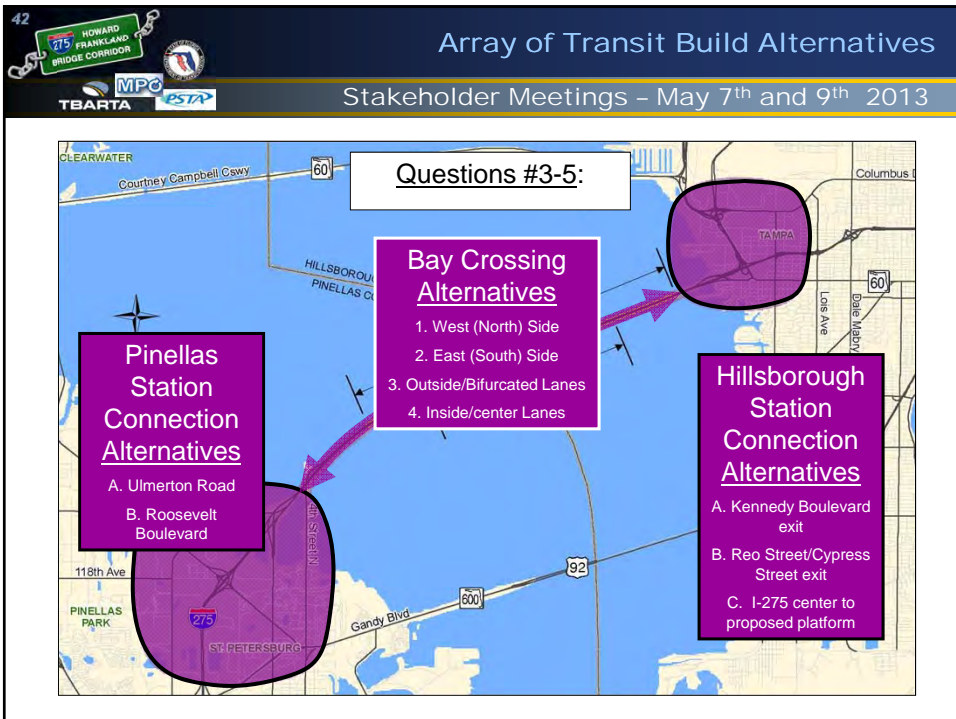 42
HOWARD
275 FRANKLAND
BRIDGE CORRIDOR
MPO
TBARTA
PSTA
Array of Transit Build Alternatives
Stakeholder Meetings – May 7th and 9th 2013
CLEARWATER
Courtney Campbell Cswy
60
Questions #3-5:
Columbus
TAMPA
HILLSBOROU
PINELLAS CO
60
Lois Ave
Dale Mabry
Bay Crossing
Alternatives
1. West (North) Side
2. East (South) Side
3. Outside/Bifurcated Lanes
4. Inside/center Lanes
Pinellas
Station
Connection
Alternatives
A. Ulmerton Road
B. Roosevelt
Boulevard
Hillsborough
Station
Connection
Alternatives
A. Kennedy Boulevard
exit
B. Reo Street/Cypress
Street exit
C. I-275 center to
proposed platform
4th Street N
118th Ave
92
600
Gandy Blvd
PINELLAS
PARK
275
ST. PETERSBURG